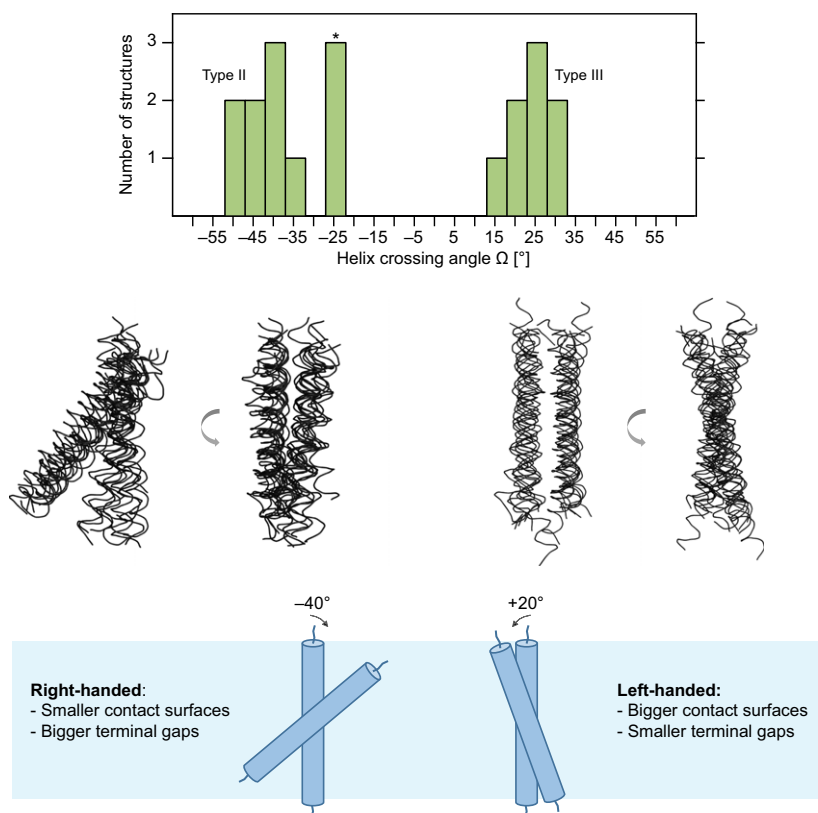 Number of structures
3
2
1
Type II
*
Type III
–55 –45 –35 –25 –15 –5 5 15 25 35 45 55
Helix crossing angle Ω [°]
–40°
+20°
Right-handed:
- Smaller contact surfaces
- Bigger terminal gaps
Left-handed:
- Bigger contact surfaces
- Smaller terminal gaps